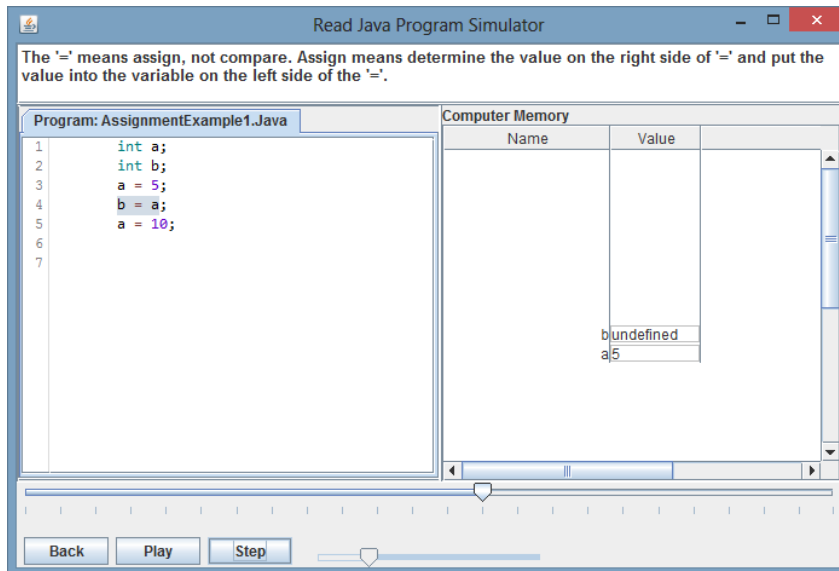 Read Java Program Simulator
The '=' means assign, not compare. Assign means determine the value on the right side of '=' and put the
value into the variable on the left side of the '='.
Program: AssignmentExample1.Java
1 int a;
2 int b;
3 a = 5;
4 b = a;
5 a = 10;
6
7
Computer Memory
Name Value
b undefined
a 5
Back Play Step